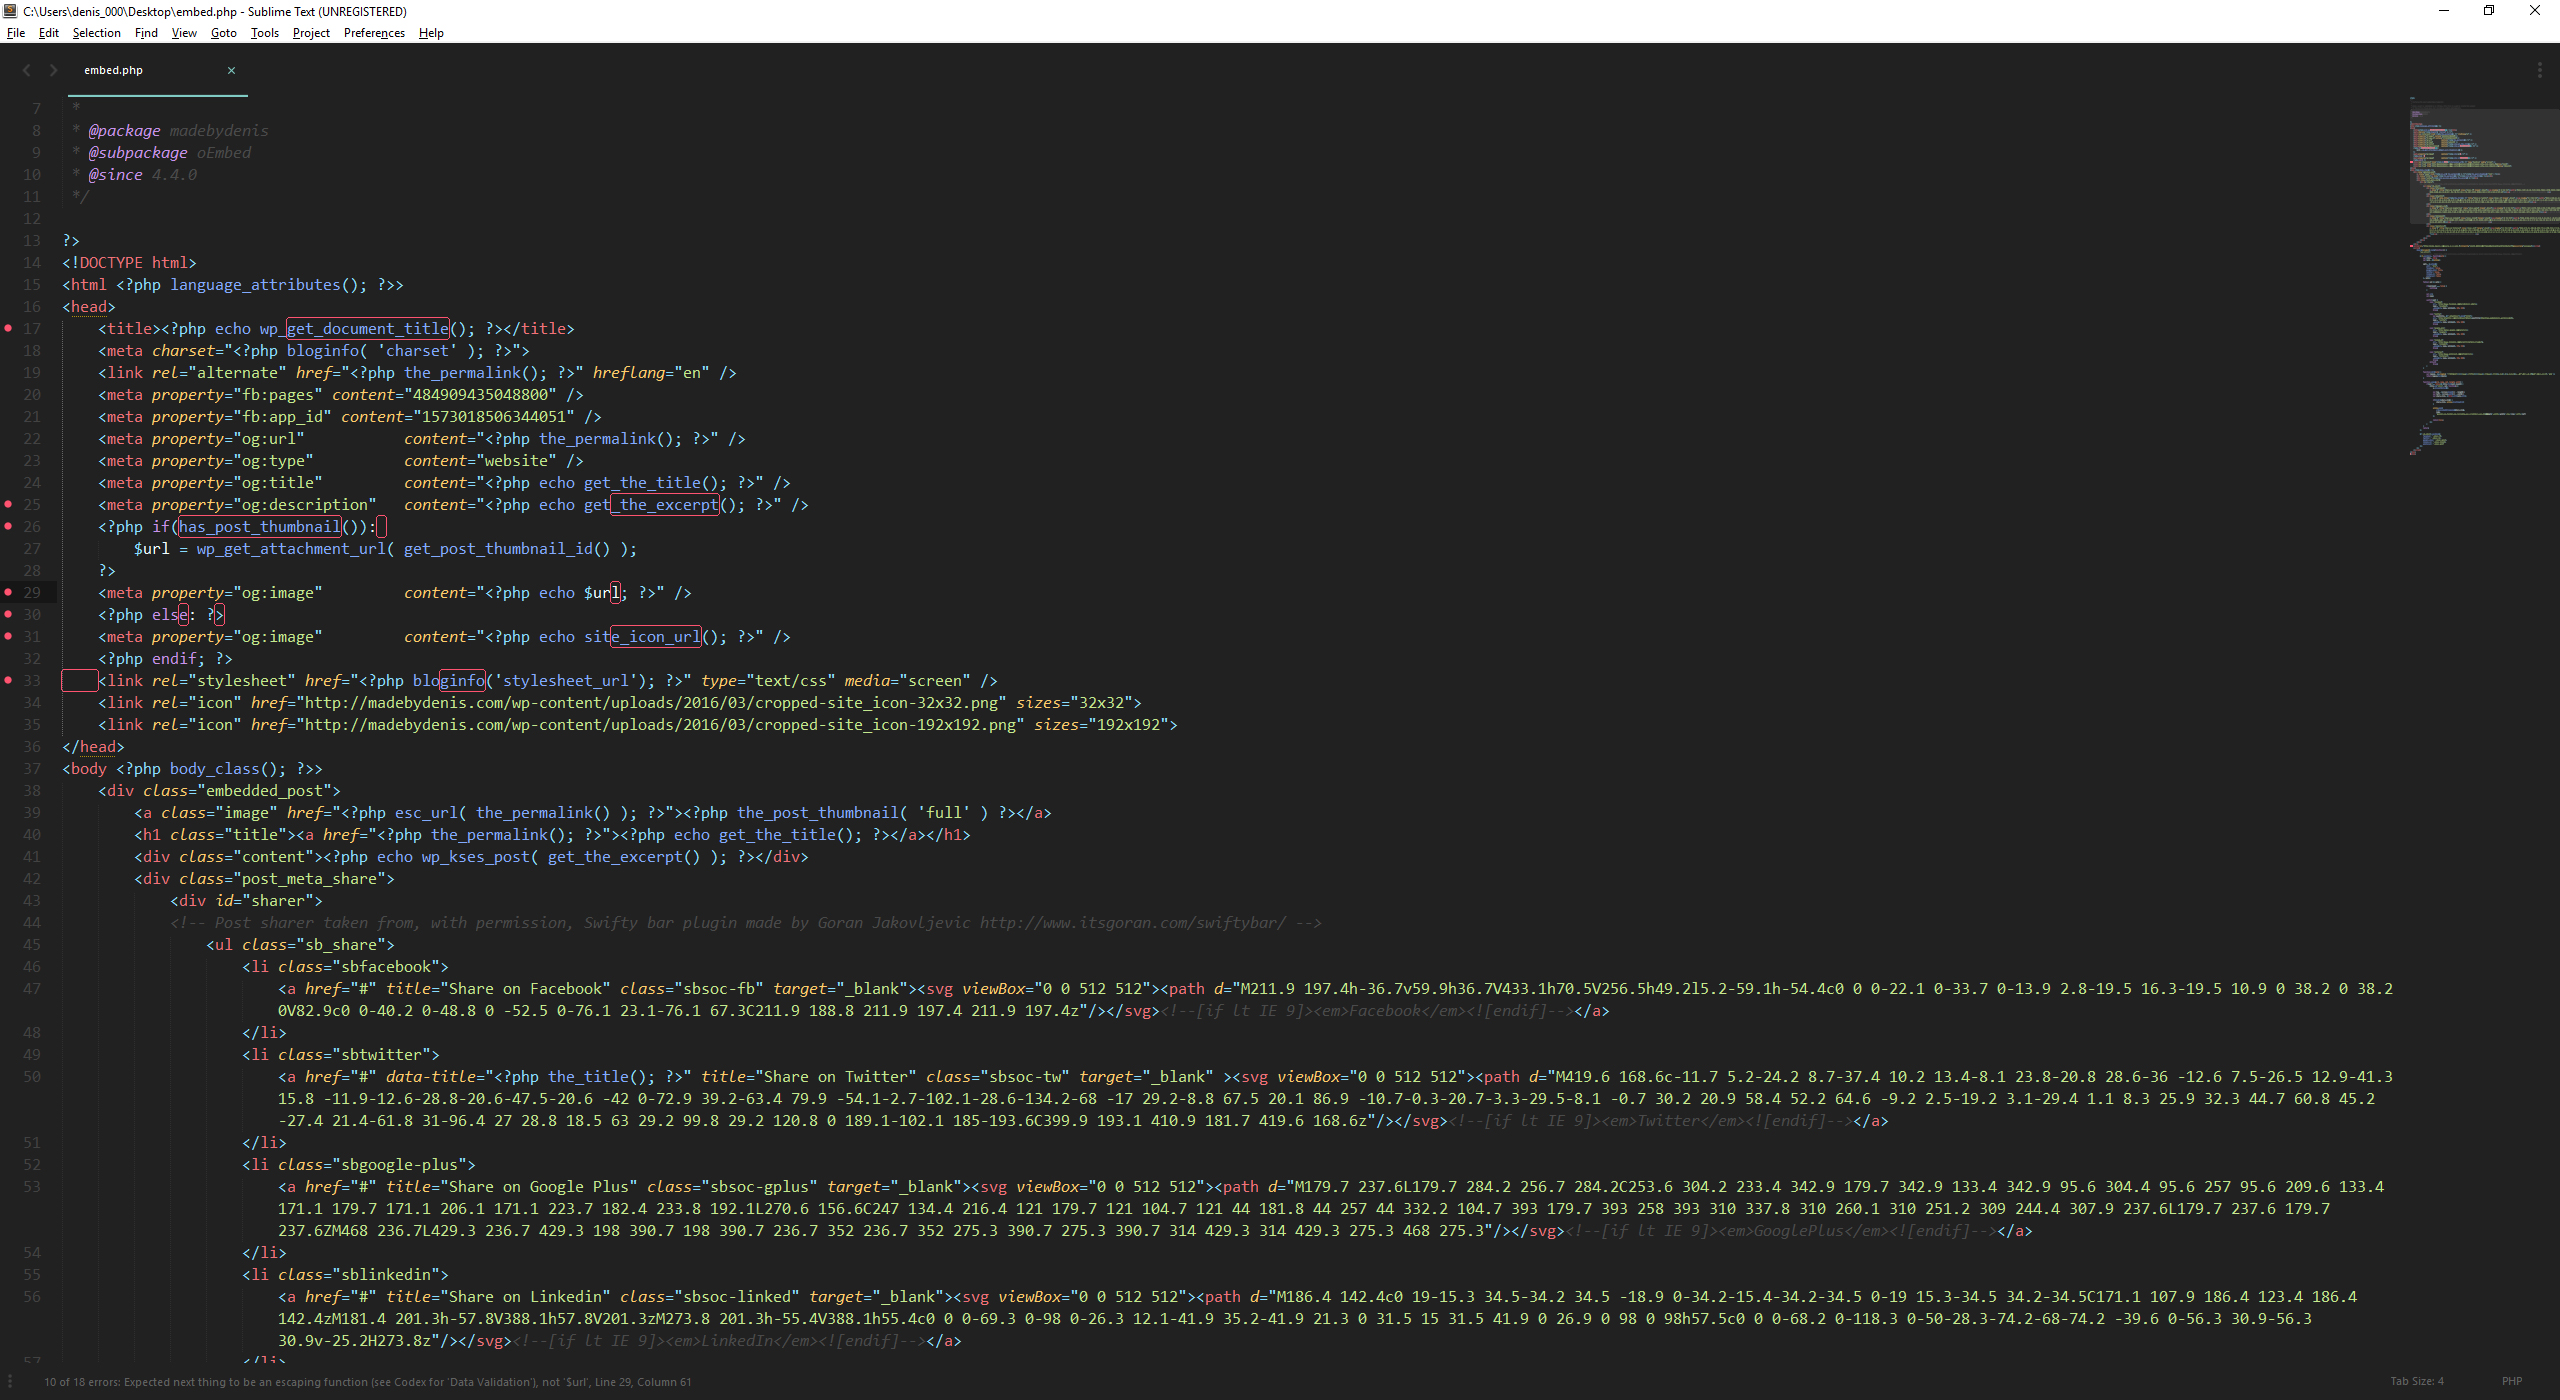 C:\Users\denis_000\Desktop\embed.php - Sublime Text (UNREGISTERED)
File Edit Selection Find View Goto Tools Project Preferences Help
embed.php
7 *
8 * @package madebydenis
9 * @subpackage oEmbed
10 * @since 4.4.0
11 */
12
13 ?>
14 <!DOCTYPE html>
15 <html <?php language_attributes(); ?>>
16 <head>
17 <title><?php echo wp_get_document_title(); ?></title>
18 <meta charset="<?php bloginfo( 'charset' ); ?>">
19 <link rel="alternate" href="<?php the_permalink(); ?>" hreflang="en" />
20 <meta property="fb:pages" content="484909435048800" />
21 <meta property="fb:app_id" content="1573018506344051" />
22 <meta property="og:url" content="<?php the_permalink(); ?>" />
23 <meta property="og:type" content="website" />
24 <meta property="og:title" content="<?php echo get_the_title(); ?>" />
25 <meta property="og:description" content="<?php echo get_the_excerpt(); ?>" />
26 <?php if(has_post_thumbnail()):
27 $url = wp_get_attachment_url( get_post_thumbnail_id() );
28 ?>
29 <meta property="og:image" content="<?php echo $url; ?>" />
30 <?php else: ?>
31 <meta property="og:image" content="<?php echo site_icon_url(); ?>" />
32 <?php endif; ?>
33 <link rel="stylesheet" href="<?php bloginfo('stylesheet_url'); ?>" type="text/css" media="screen" />
34 <link rel="icon" href="http://madebydenis.com/wp-content/uploads/2016/03/cropped-site_icon-32x32.png" sizes="32x32">
35 <link rel="icon" href="http://madebydenis.com/wp-content/uploads/2016/03/cropped-site_icon-192x192.png" sizes="192x192">
36 </head>
37 <body <?php body_class(); ?>>
38 <div class="embedded_post">
39 <a class="image" href="<?php esc_url( the_permalink() ); ?>"><?php the_post_thumbnail( 'full' ) ?></a>
40 <h1 class="title"><a href="<?php the_permalink(); ?>"><?php echo get_the_title(); ?></a></h1>
41 <div class="content"><?php echo wp_kses_post( get_the_excerpt() ); ?></div>
42 <div class="post_meta_share">
43 <div id="sharer">
44 <!-- Post sharer taken from, with permission, Swifty bar plugin made by Goran Jakovljevic http://www.itsgoran.com/swiftybar/ -->
45 <ul class="sb_share">
46 <li class="sbfacebook">
47 <a href="#" title="Share on Facebook" class="sbsoc-fb" target="_blank"><svg viewBox="0 0 512 512"><path d="M211.9 197.4h-36.7v59.9h36.7V433.1h70.5V256.5h49.2l5.2-59.1h-54.4c0 0 0-22.1 0-33.7 0-13.9 2.8-19.5 16.3-19.5 10.9 0 38.2 0 38.2
0V82.9c0 0-40.2 0-48.8 0 -52.5 0-76.1 23.1-76.1 67.3C211.9 188.8 211.9 197.4 211.9 197.4z"/></svg><!--[if lt IE 9]><em>Facebook</em><![endif]--></a>
48 </li>
49 <li class="sbtwitter">
50 <a href="#" data-title="<?php the_title(); ?>" title="Share on Twitter" class="sbsoc-tw" target="_blank" ><svg viewBox="0 0 512 512"><path d="M419.6 168.6c-11.7 5.2-24.2 8.7-37.4 10.2 13.4-8.1 23.8-20.8 28.6-36 -12.6 7.5-26.5 12.9-41.3
15.8 -11.9-12.6-28.8-20.6-47.5-20.6 -42 0-72.9 39.2-63.4 79.9 -54.1-2.7-102.1-28.6-134.2-68 -17 29.2-8.8 67.5 20.1 86.9 -10.7-0.3-20.7-3.3-29.5-8.1 -0.7 30.2 20.9 58.4 52.2 64.6 -9.2 2.5-19.2 3.1-29.4 1.1 8.3 25.9 32.3 44.7 60.8 45.2
-27.4 21.4-61.8 31-96.4 27 28.8 18.5 63 29.2 99.8 29.2 120.8 0 189.1-102.1 185-193.6C399.9 193.1 410.9 181.7 419.6 168.6z"/></svg><!--[if lt IE 9]><em>Twitter</em><![endif]--></a>
51 </li>
52 <li class="sbgoogle-plus">
53 <a href="#" title="Share on Google Plus" class="sbsoc-gplus" target="_blank"><svg viewBox="0 0 512 512"><path d="M179.7 237.6L179.7 284.2 256.7 284.2C253.6 304.2 233.4 342.9 179.7 342.9 133.4 342.9 95.6 304.4 95.6 257 95.6 209.6 133.4
171.1 179.7 171.1 206.1 171.1 223.7 182.4 233.8 192.1L270.6 156.6C247 134.4 216.4 121 179.7 121 104.7 121 44 181.8 44 257 44 332.2 104.7 393 179.7 393 258 393 310 337.8 310 260.1 310 251.2 309 244.4 307.9 237.6L179.7 237.6 179.7
237.6ZM468 236.7L429.3 236.7 429.3 198 390.7 198 390.7 236.7 352 236.7 352 275.3 390.7 275.3 390.7 314 429.3 314 429.3 275.3 468 275.3"/></svg><!--[if lt IE 9]><em>GooglePlus</em><![endif]--></a>
54 </li>
55 <li class="sblinkedin">
56 <a href="#" title="Share on Linkedin" class="sbsoc-linked" target="_blank"><svg viewBox="0 0 512 512"><path d="M186.4 142.4c0 19-15.3 34.5-34.2 34.5 -18.9 0-34.2-15.4-34.2-34.5 0-19 15.3-34.5 34.2-34.5C171.1 107.9 186.4 123.4 186.4
142.4zM181.4 201.3h-57.8V388.1h57.8V201.3zM273.8 201.3h-55.4V388.1h55.4c0 0 0-69.3 0-98 0-26.3 12.1-41.9 35.2-41.9 21.3 0 31.5 15 31.5 41.9 0 26.9 0 98 0 98h57.5c0 0 0-68.2 0-118.3 0-50-28.3-74.2-68-74.2 -39.6 0-56.3 30.9-56.3
30.9v-25.2H273.8z"/></svg><!--[if lt IE 9]><em>LinkedIn</em><![endif]--></a>
57 </li>
10 of 18 errors: Expected next thing to be an escaping function (see Codex for 'Data Validation'), not '$url', Line 29, Column 61 Tab Size: 4 PHP